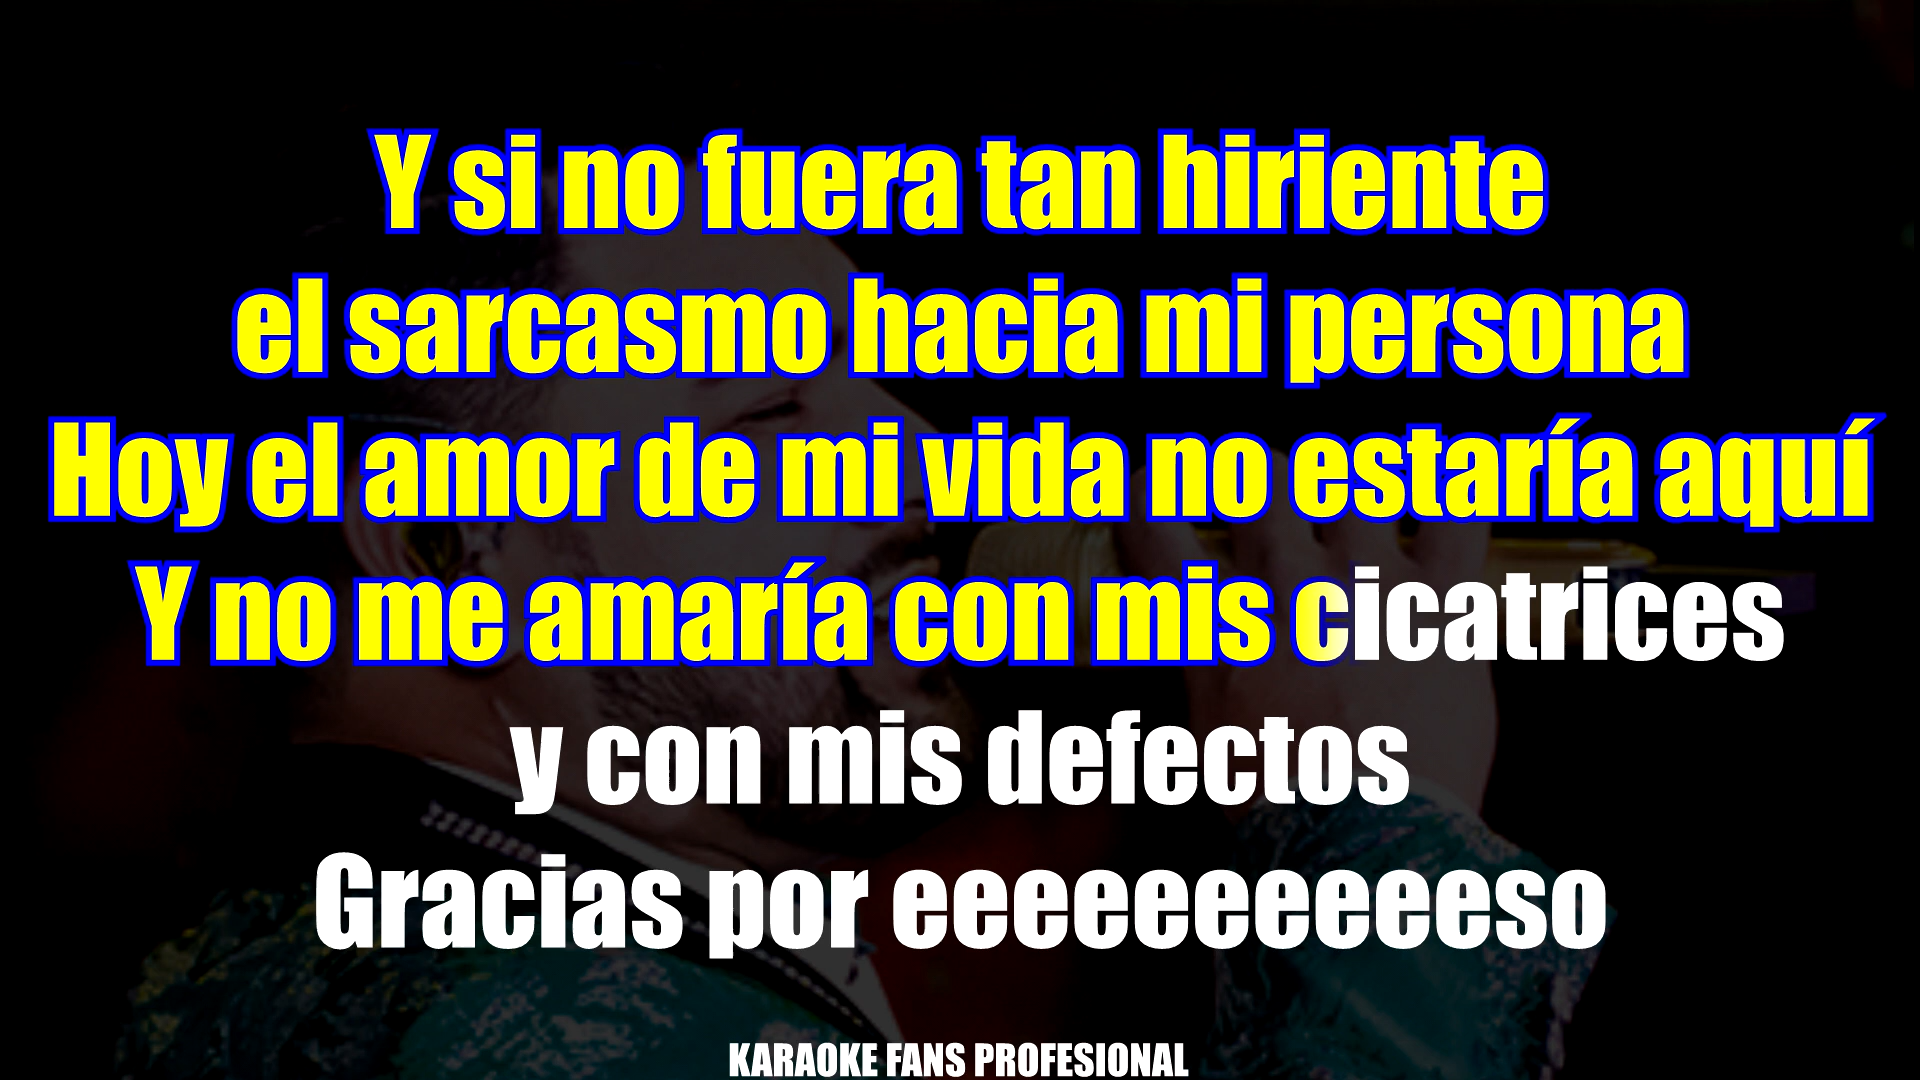 Y si no fuera tan hiriente
el sarcasmo hacia mi persona
Hoy el amor de mi vida no estaría aquí
Y no me amaría con mis cicatrices
y con mis defectos
Gracias por eeeeeeeeeeeso
KARAOKE FANS PROFESIONAL